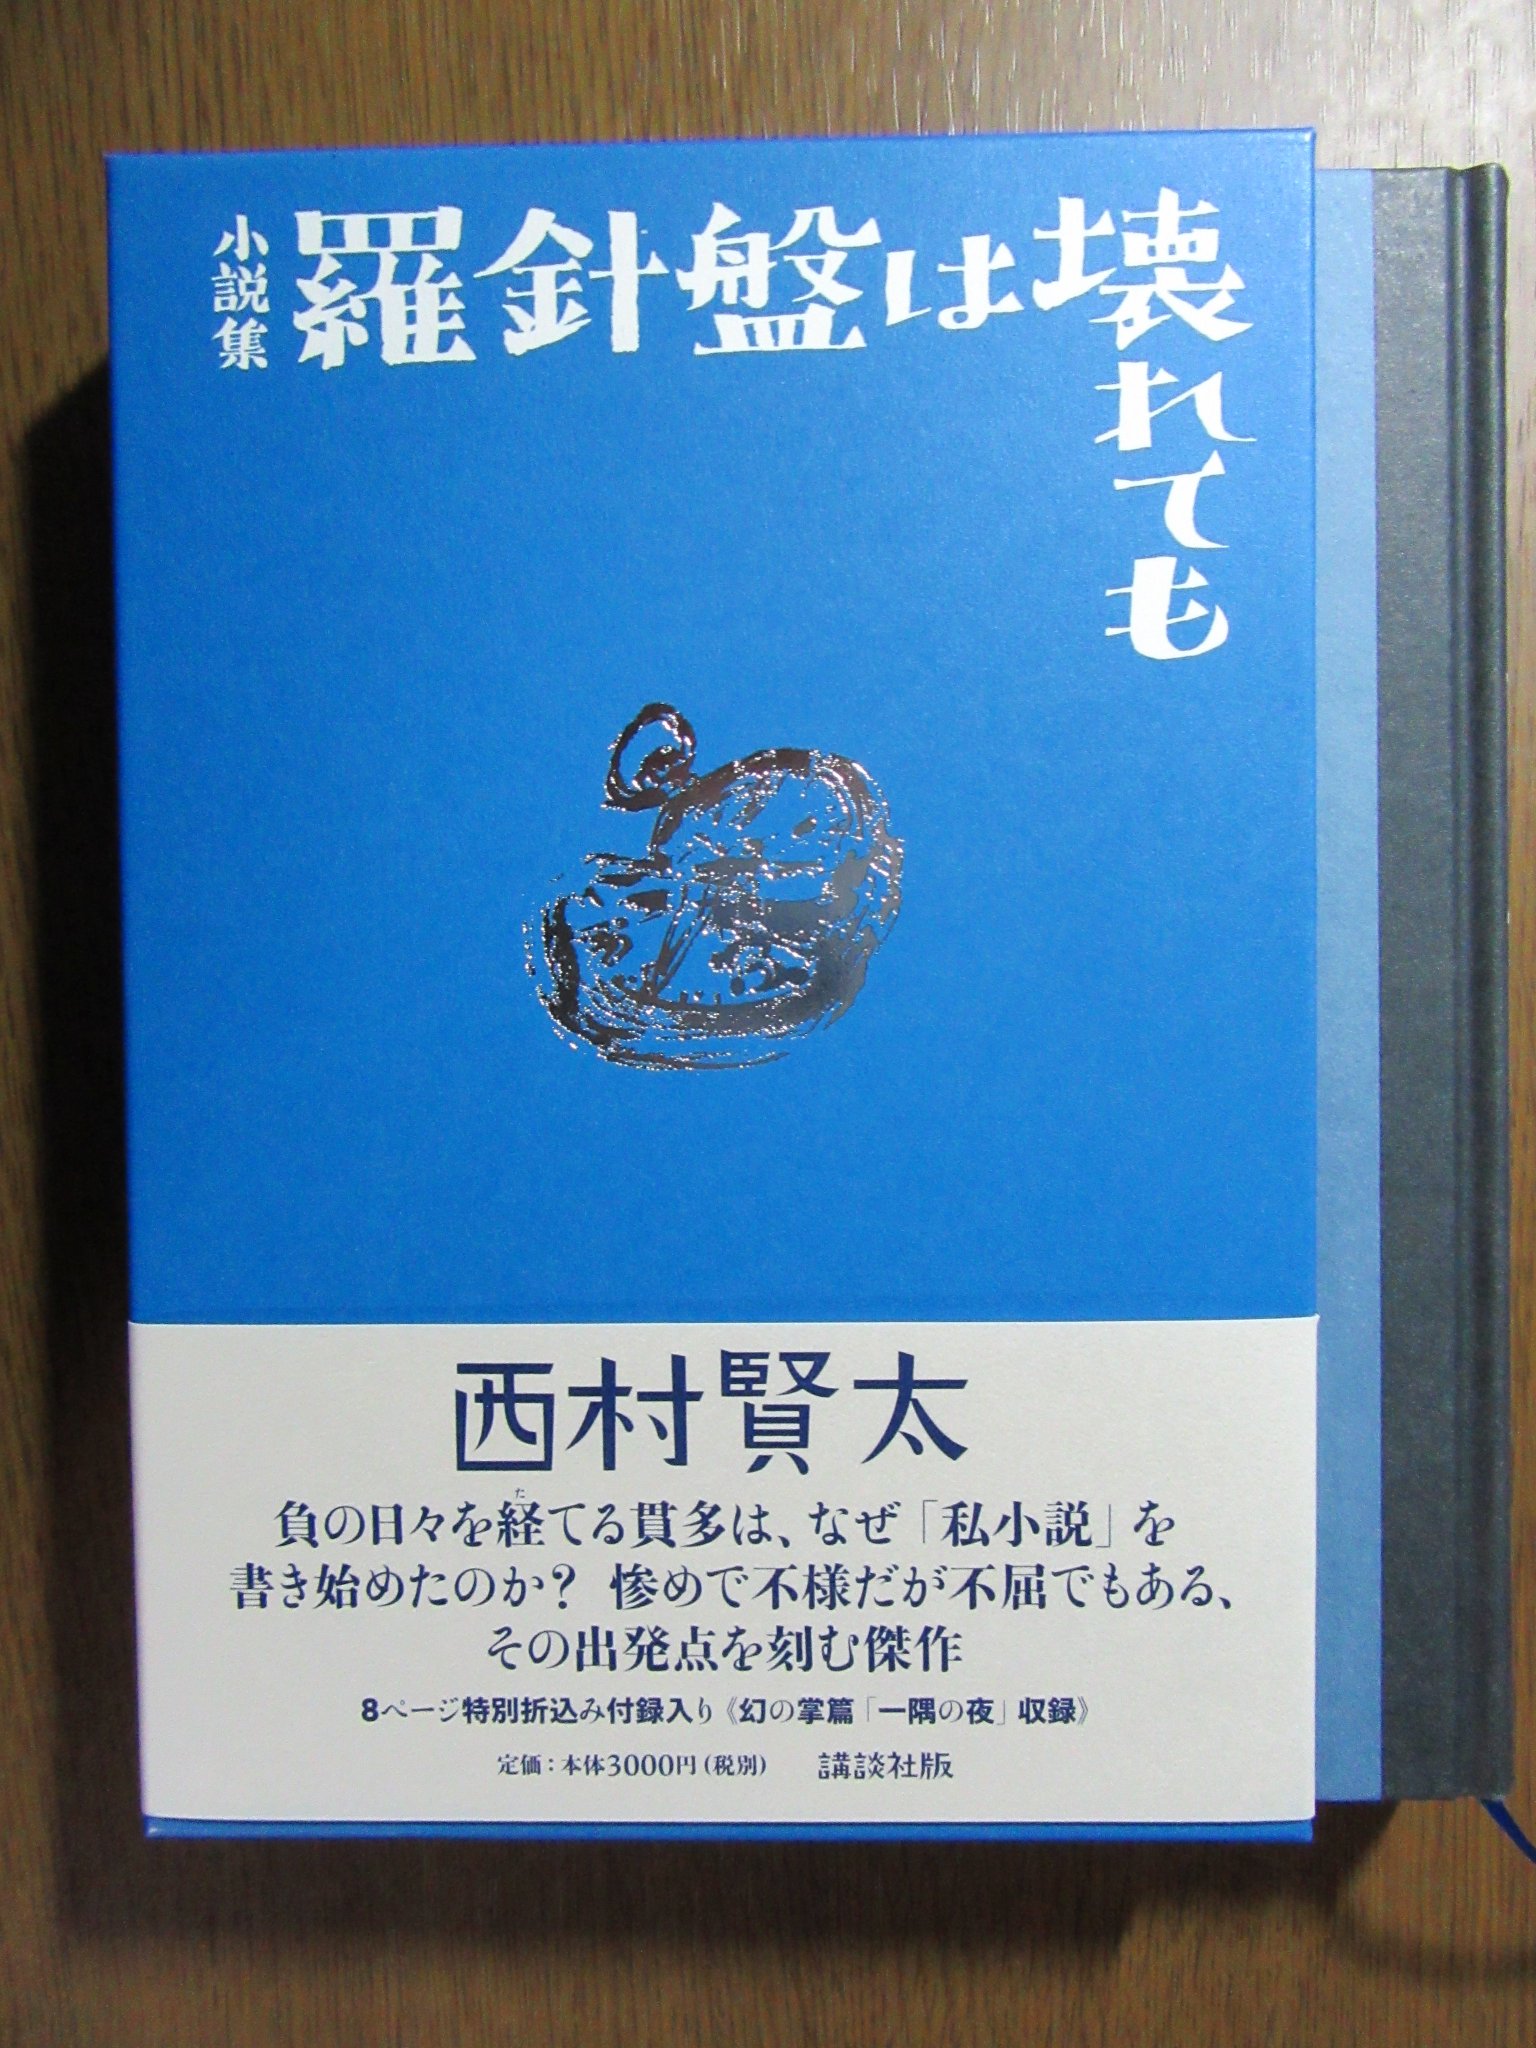 小説集
羅針盤は壊れても
西村賢太
負の日々を経てる貫多は、なぜ「私小説」を
書き始めたのか? 惨めで不様だが不屈でもある、
その出発点を刻む傑作
8ページ特別折込み付録入り《幻の掌篇「一隅の夜」収録》
定価:本体3000円(税別) 講談社版